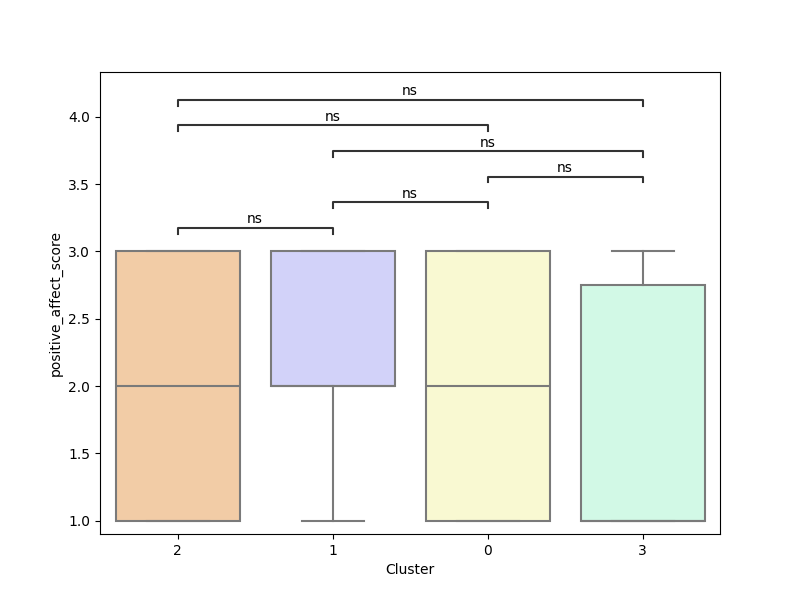 ns
ns
ns
ns
ns
ns
4.0
3.5
3.0
2.5
2.0
1.5
1.0
positive_affect_score
2 1 0 3
Cluster